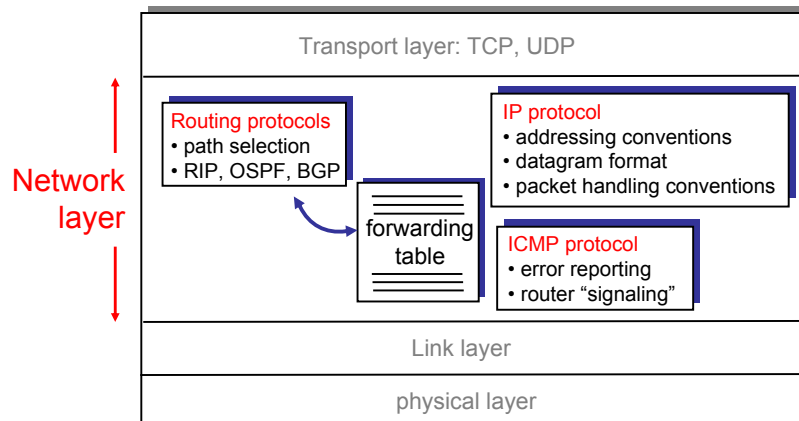 Transport layer: TCP, UDP
Network
layer
Routing protocols
• path selection
• RIP, OSPF, BGP
forwarding
table
IP protocol
• addressing conventions
• datagram format
• packet handling conventions
ICMP protocol
• error reporting
• router “signaling”
Link layer
physical layer